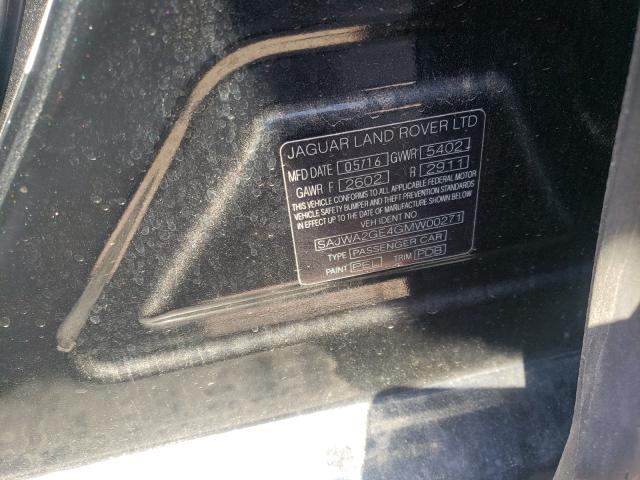 JAGUAR LAND ROVER LTD
MFD DATE 05/16 GVWR 5402
GAWR F 2602 R 2911
THIS VEHICLE CONFORMS TO ALL APPLICABLE FEDERAL MOTOR
VEHICLE SAFETY BUMPER AND THEFT PREVENTION STANDARDS
IN EFFECT UP TO THE DATE OF MANUFACTURE SHOWN BELOW
VEH IDENT NO
SAJWA2GE4GMW00271
TYPE PASSENGER CAR
PAINT PEL TRIM PDB